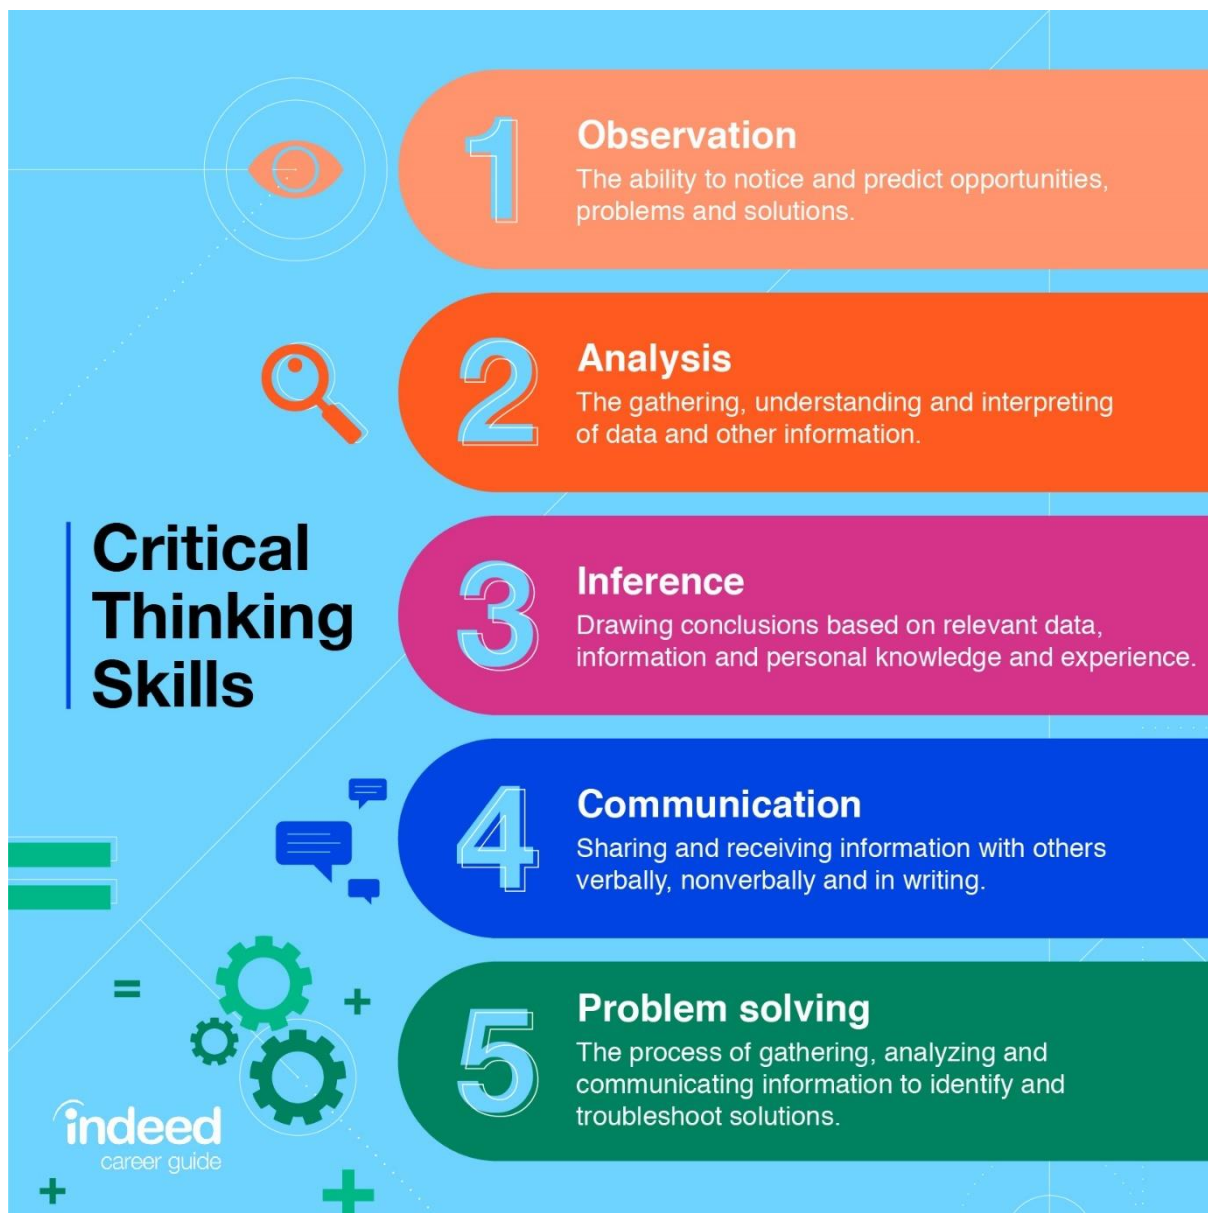 1
Observation
The ability to notice and predict opportunities,
problems and solutions.
2
Analysis
The gathering, understanding and interpreting
of data and other information.
Critical
Thinking
Skills
3
Inference
Drawing conclusions based on relevant data,
information and personal knowledge and experience.
4
Communication
Sharing and receiving information with others
verbally, nonverbally and in writing.
5
Problem solving
The process of gathering, analyzing and
communicating information to identify and
troubleshoot solutions.
indeed
career guide